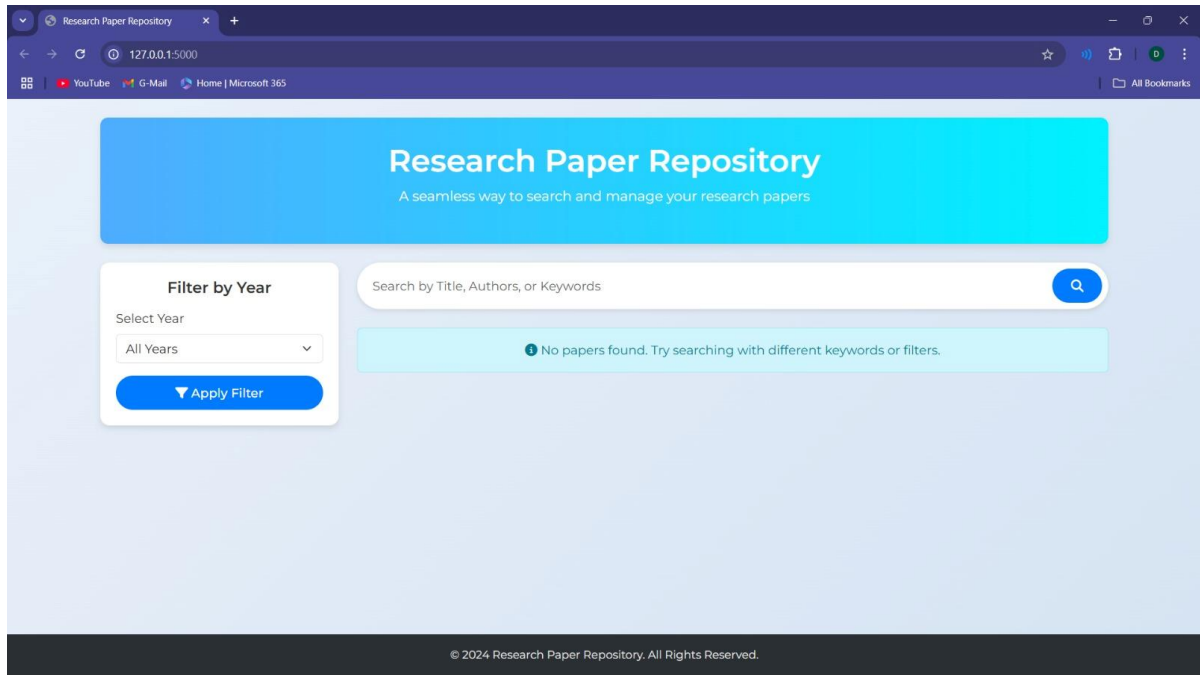 Research Paper Repository
127.0.0.1:5000
D
YouTube
G-Mail
Home | Microsoft 365
All Bookmarks
Research Paper Repository
A seamless way to search and manage your research papers
Filter by Year
Select Year
All Years
Apply Filter
Search by Title, Authors, or Keywords
No papers found. Try searching with different keywords or filters.
© 2024 Research Paper Repository. All Rights Reserved.